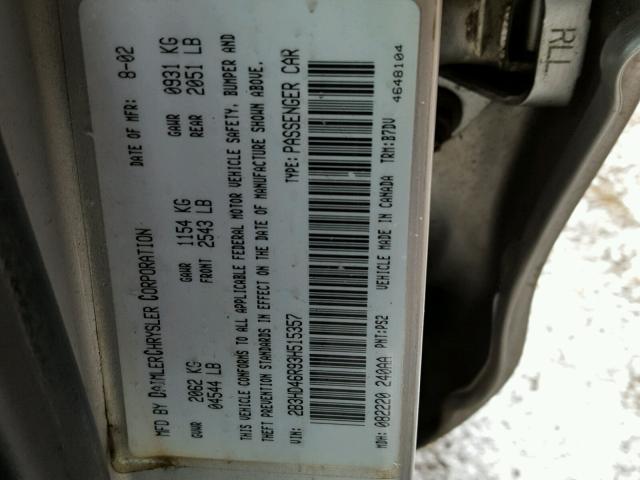 MFD BY DAIMLERCHRYSLER CORPORATION DATE OF MFR: 8-02
GVWR GAWR 1154 KG GAWR 0931 KG
2062 KG FRONT 2543 LB REAR 2051 LB
04544 LB
THIS VEHICLE CONFORMS TO ALL APPLICABLE FEDERAL MOTOR VEHICLE SAFETY, BUMPER AND
THEFT PREVENTION STANDARDS IN EFFECT ON THE DATE OF MANUFACTURE SHOWN ABOVE.
VIN: 2B3HD46R93H515357 TYPE: PASSENGER CAR
MDH: 082220 240AA PNT:PS2 VEHICLE MADE IN CANADA TRM:B7DV
4648104
RLL